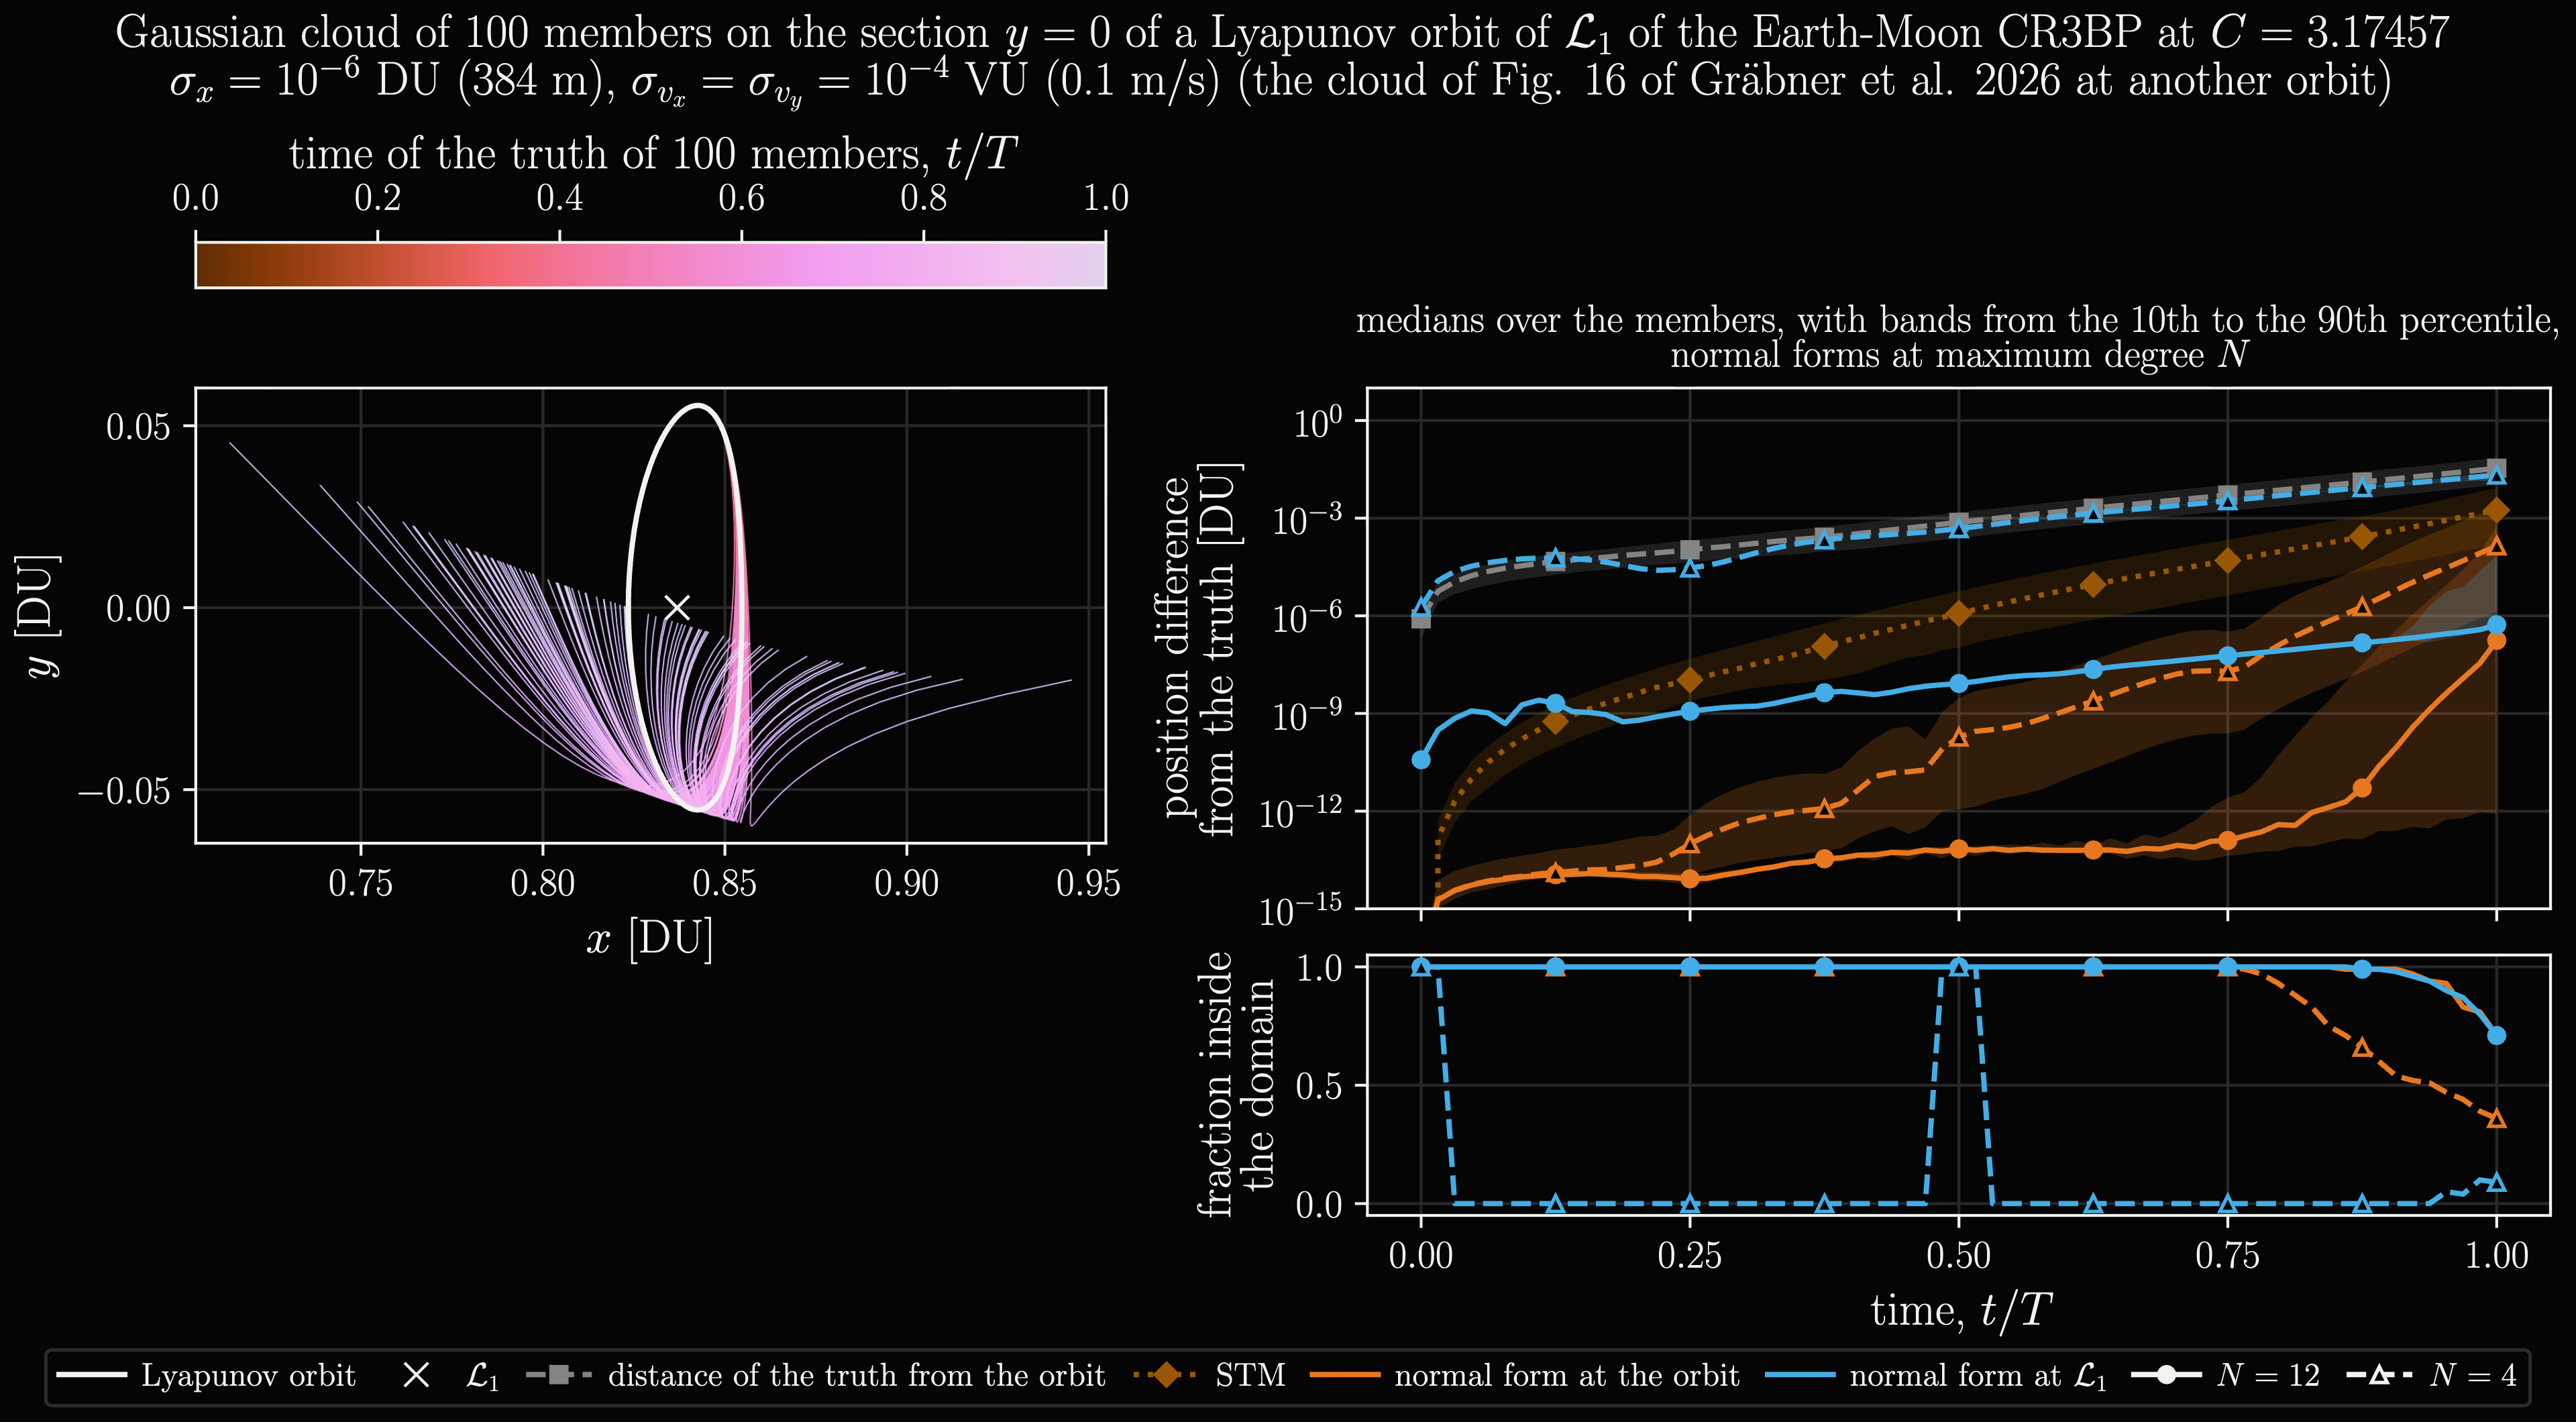 Gaussian cloud of 100 members on the section y = 0 of a Lyapunov orbit of ℒ₁ of the Earth-Moon CR3BP at C = 3.17457
σₓ = 10⁻⁶ DU (384 m), σ_{vₓ} = σ_{v_y} = 10⁻⁴ VU (0.1 m/s) (the cloud of Fig. 16 of Gräbner et al. 2026 at another orbit)
time of the truth of 100 members, t/T
0.0 0.2 0.4 0.6 0.8 1.0
0.05
0.00
−0.05
y [DU]
0.75 0.80 0.85 0.90 0.95
x [DU]
medians over the members, with bands from the 10th to the 90th percentile,
normal forms at maximum degree N
10⁰
10⁻³
10⁻⁶
10⁻⁹
10⁻¹²
10⁻¹⁵
position difference
from the truth [DU]
1.0
0.5
0.0
fraction inside
the domain
0.00 0.25 0.50 0.75 1.00
time, t/T
Lyapunov orbit ℒ₁ distance of the truth from the orbit STM normal form at the orbit normal form at ℒ₁ N = 12 N = 4